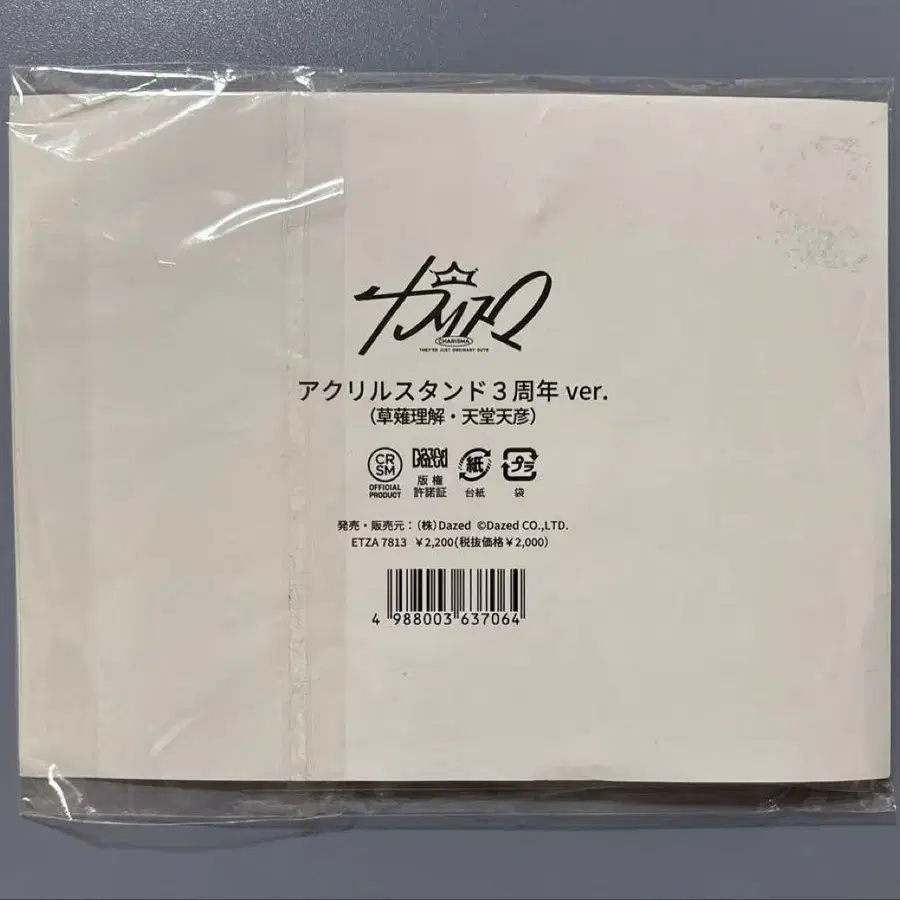 カリスマ
CHARISMA
THEY'RE JUST ORDINARY GUYS
アクリルスタンド3周年 ver.
（草薙理解・天堂天彦）
CR
SM
OFFICIAL
PRODUCT
Dazed
版権
許諾証
紙
台紙
プラ
袋
発売・販売元：（株）Dazed ©Dazed CO.,LTD.
ETZA 7813 ￥2,200(税抜価格￥2,000)
4 988003 637064